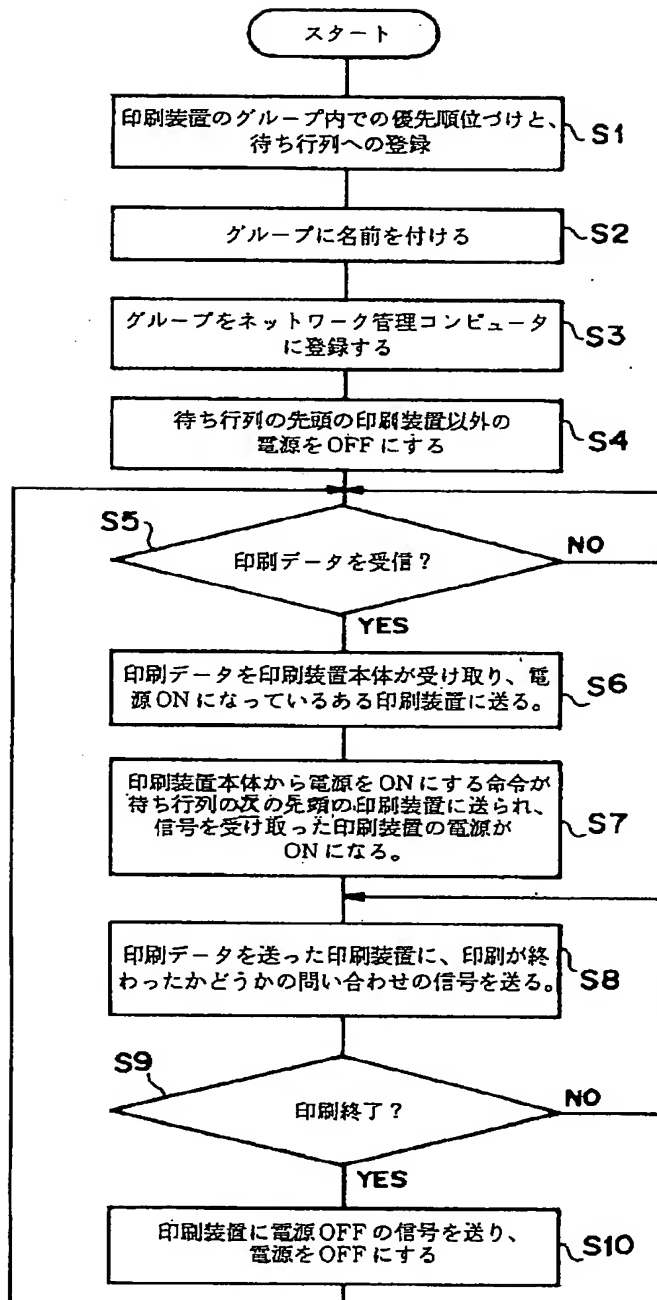 スタート
印刷装置のグループ内での優先順位づけと、
待ち行列への登録
S1
グループに名前を付ける
S2
グループをネットワーク管理コンピュータ
に登録する
S3
待ち行列の先頭の印刷装置以外の
電源をOFFにする
S4
S5
印刷データを受信？
NO
YES
印刷データを印刷装置本体が受け取り、電
源ONになっているある印刷装置に送る。
S6
印刷装置本体から電源をONにする命令が
待ち行列の次の先頭の印刷装置に送られ、
信号を受け取った印刷装置の電源が
ONになる。
S7
印刷データを送った印刷装置に、印刷が終
わったかどうかの問い合わせの信号を送る。
S8
S9
印刷終了？
NO
YES
印刷装置に電源OFFの信号を送り、
電源をOFFにする
S10